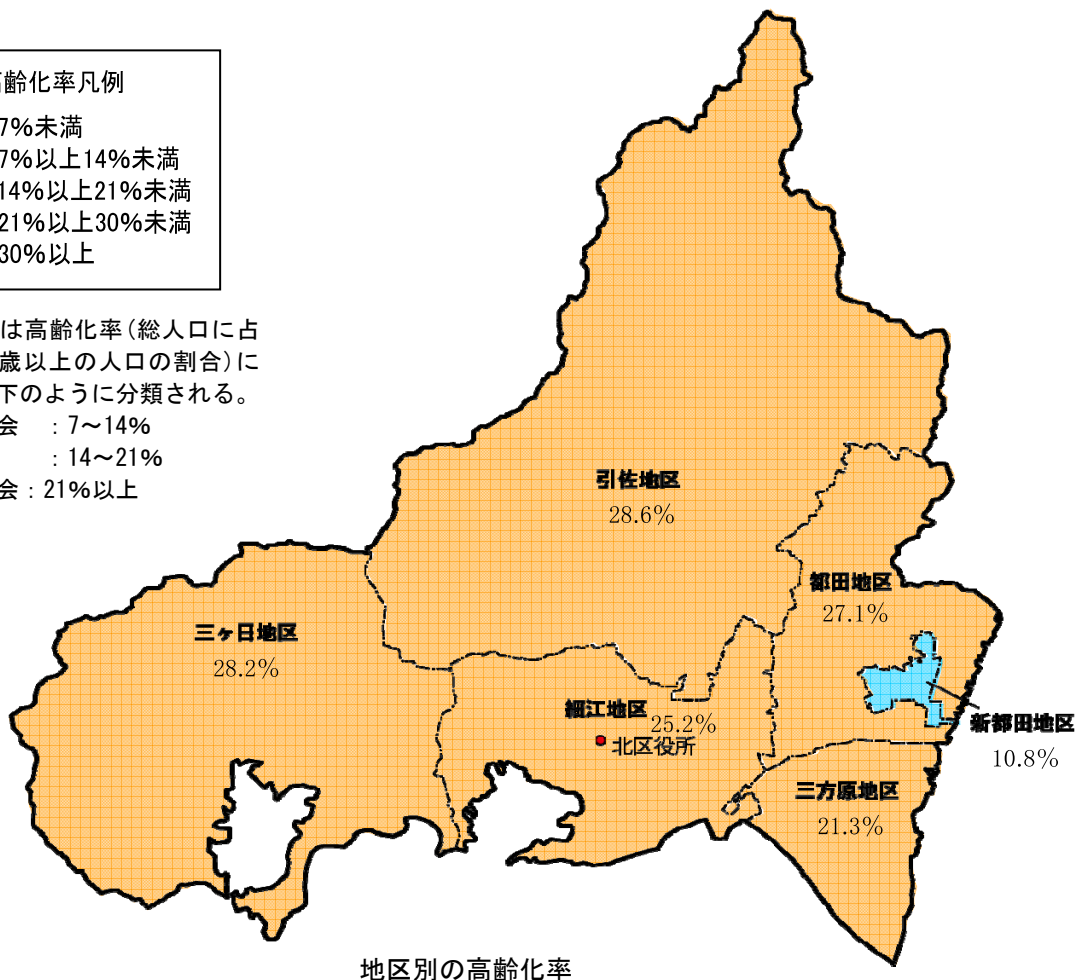 齢化率凡例
7%未満
7%以上14%未満
14%以上21%未満
21%以上30%未満
30%以上
は高齢化率(総人口に占
歳以上の人口の割合)に
下のように分類される。
会 : 7〜14%
: 14〜21%
会 : 21%以上
引佐地区
28.6%
都田地区
27.1%
三ヶ日地区
28.2%
細江地区
25.2%
北区役所
新都田地区
10.8%
三方原地区
21.3%
地区別の高齢化率